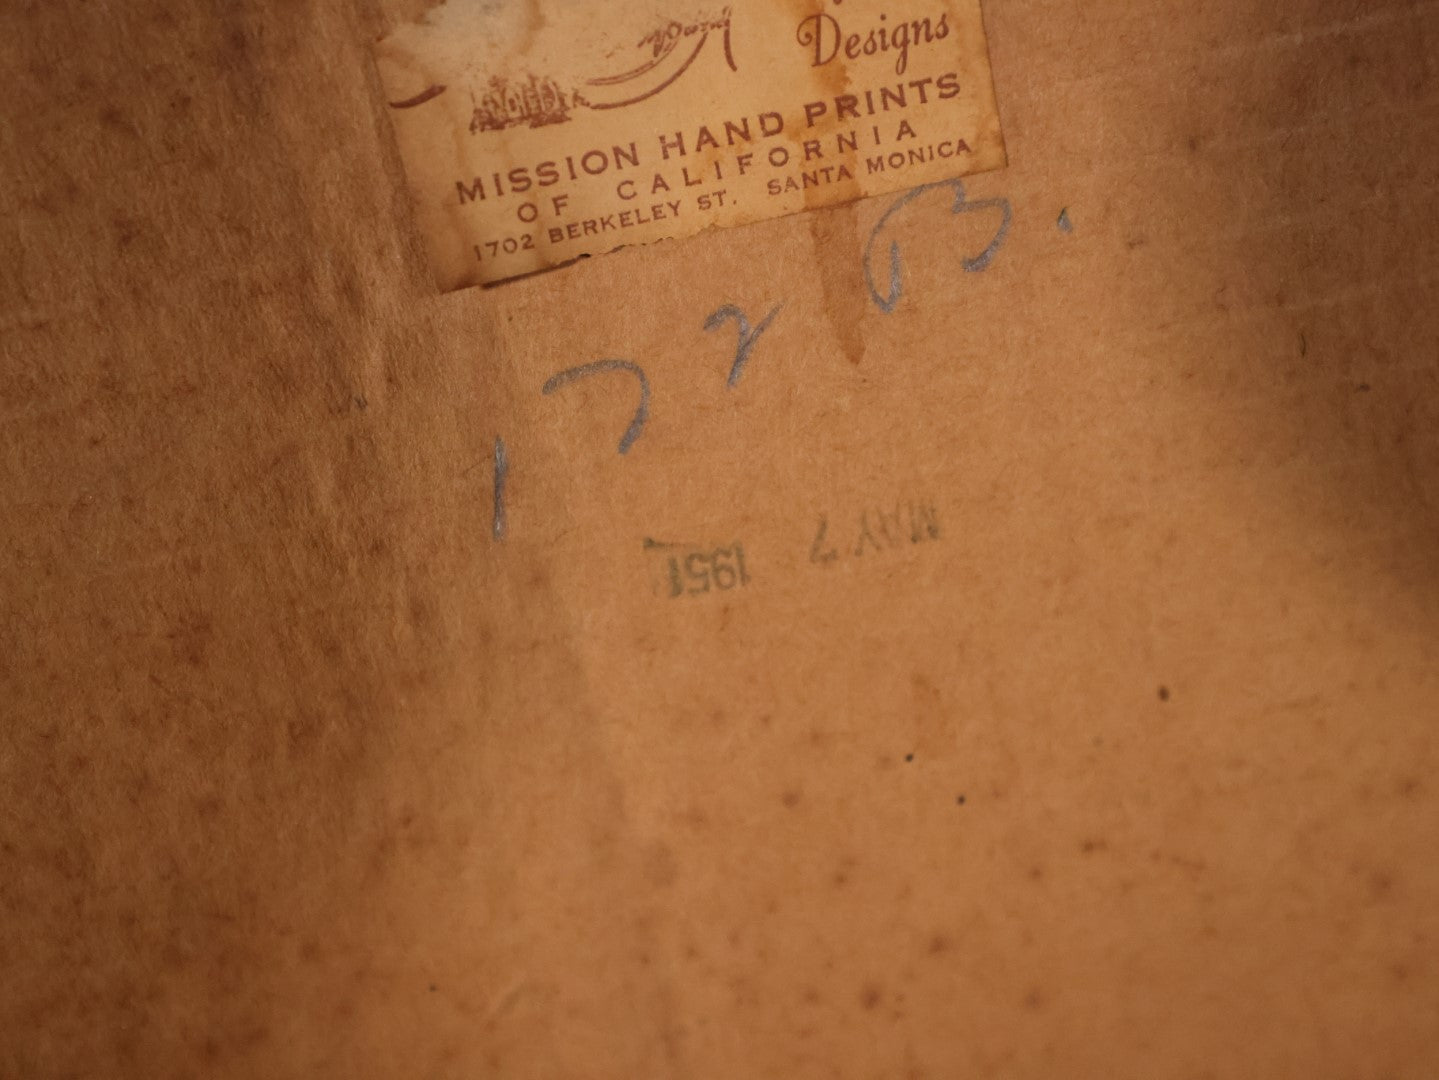 Designs
MISSION HAND PRINTS
OF CALIFORNIA
1702 BERKELEY ST. SANTA MONICA
172 B.
MAY 7 1951